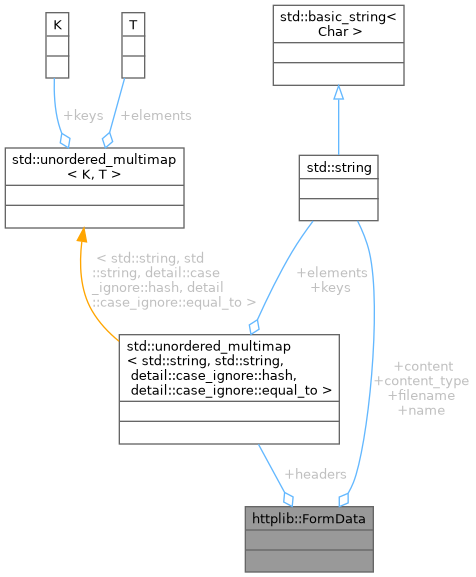 std::basic_string<
Char >
K
T
+keys
+elements
std::unordered_multimap
< K, T >
std::string
< std::string, std
::string, detail::case
_ignore::hash, detail
::case_ignore::equal_to >
+elements
+keys
std::unordered_multimap
< std::string, std::string,
detail::case_ignore::hash,
detail::case_ignore::equal_to >
+content
+content_type
+filename
+name
+headers
httplib::FormData